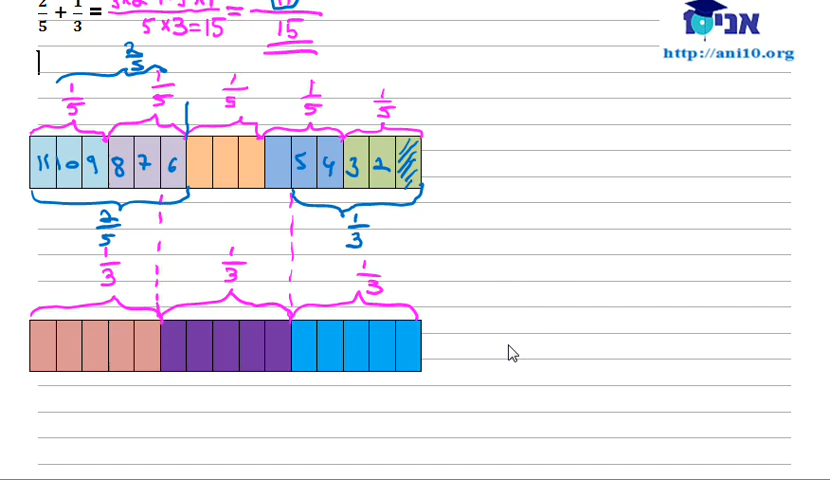 2/5 + 1/3 = 3×2+5×1 / 5×3=15 = 11/15
אני10
http://ani10.org
2/5
1/5 1/5 1/5 1/5 1/5
11 10 9 8 7 6 5 4 3 2
2/5 1/3
1/3 1/3 1/3